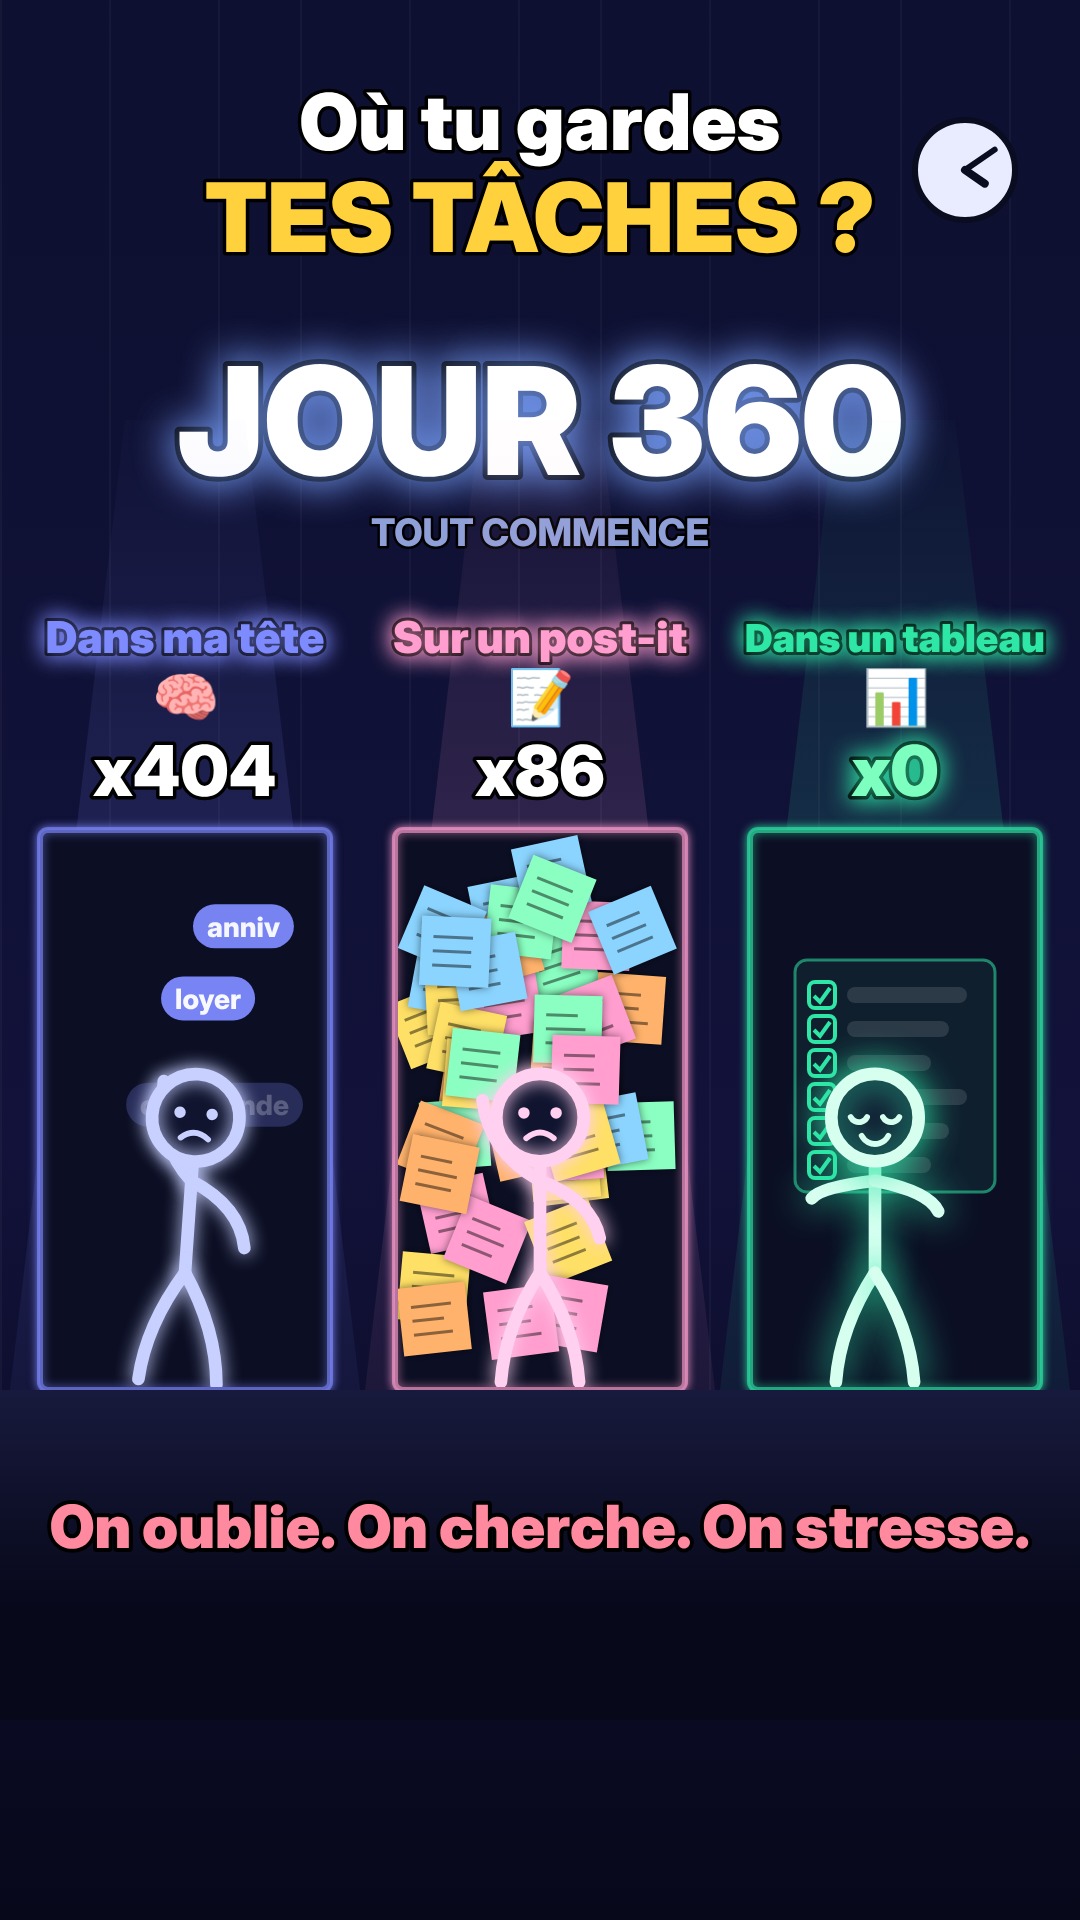 Où tu gardes
TES TÂCHES ?
JOUR 360
TOUT COMMENCE
Dans ma tête
Sur un post-it
Dans un tableau
x404
x86
x0
anniv
loyer
On oublie. On cherche. On stresse.